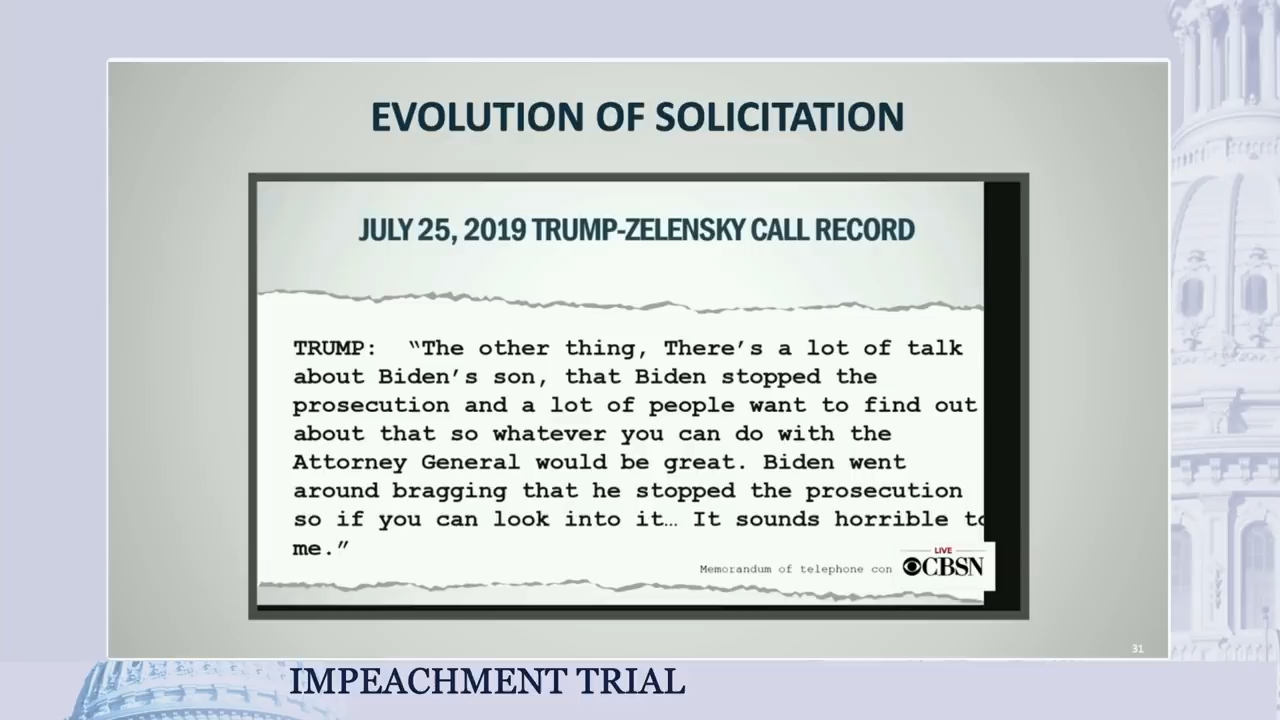 EVOLUTION OF SOLICITATION
JULY 25, 2019 TRUMP-ZELENSKY CALL RECORD
TRUMP: “The other thing, There’s a lot of talk
about Biden’s son, that Biden stopped the
prosecution and a lot of people want to find out
about that so whatever you can do with the
Attorney General would be great. Biden went
around bragging that he stopped the prosecution
so if you can look into it… It sounds horrible to
me.”
Memorandum of telephone con
LIVE
CBSN
31
IMPEACHMENT TRIAL